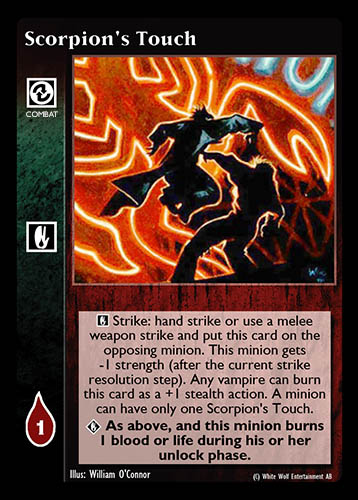 Scorpion's Touch
COMBAT
Strike: hand strike or use a melee
weapon strike and put this card on the
opposing minion. This minion gets
-1 strength (after the current strike
resolution step). Any vampire can burn
this card as a +1 stealth action. A minion
can have only one Scorpion's Touch.
As above, and this minion burns
1 blood or life during his or her
unlock phase.
1
Illus: William O'Connor
(C) White Wolf Entertainment AB